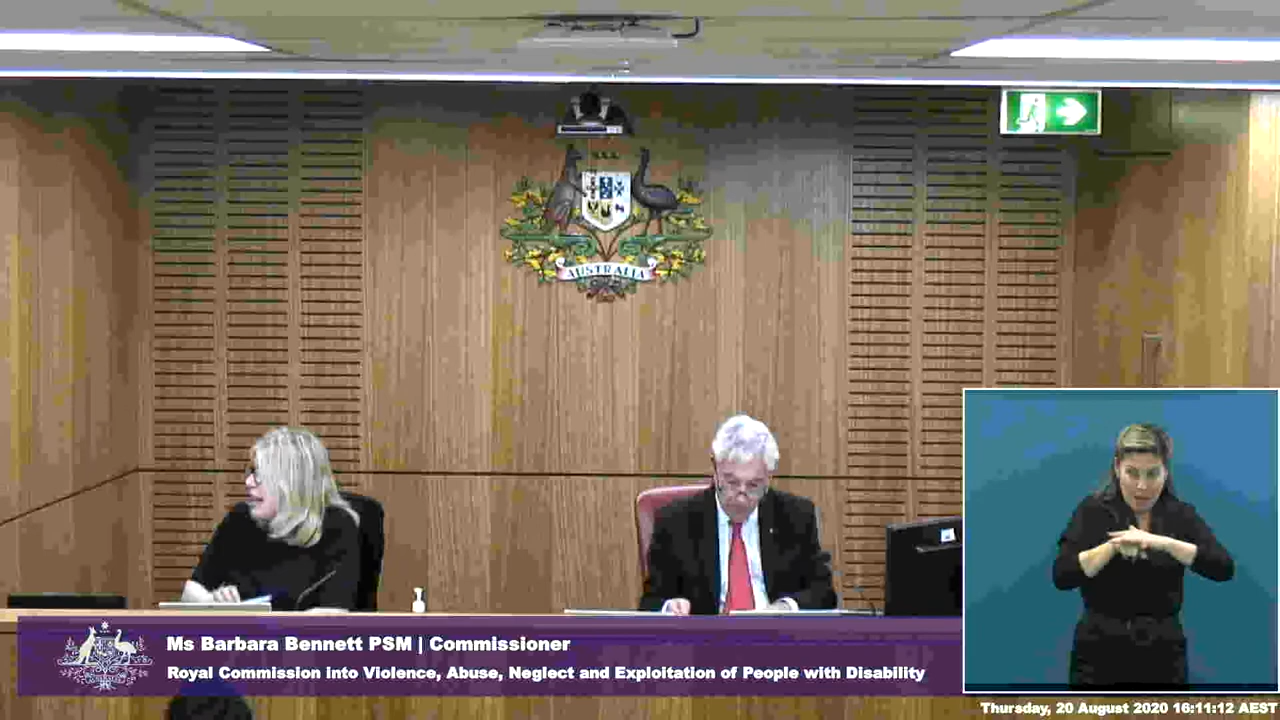 AUSTRALIA
Ms Barbara Bennett PSM | Commissioner
Royal Commission into Violence, Abuse, Neglect and Exploitation of People with Disability
Thursday, 20 August 2020 16:11:12 AEST